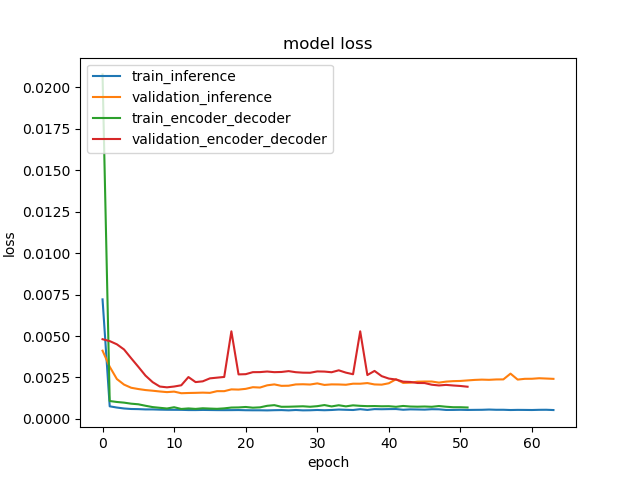 model loss
train_inference
validation_inference
train_encoder_decoder
validation_encoder_decoder
loss
0.0200
0.0175
0.0150
0.0125
0.0100
0.0075
0.0050
0.0025
0.0000
0 10 20 30 40 50 60
epoch